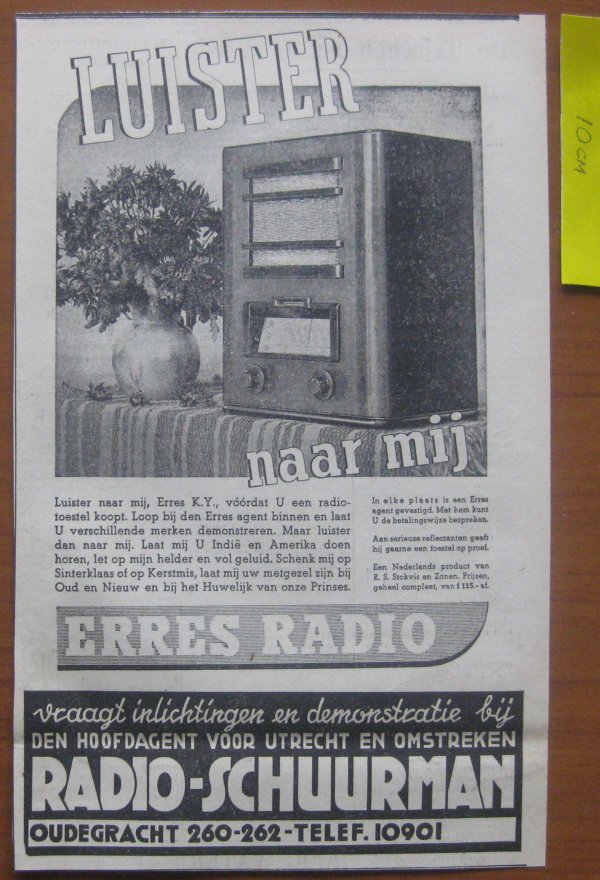 LUISTER
naar mij
Luister naar mij, Erres K.Y., vóórdat U een radio-
toestel koopt. Loop bij den Erres agent binnen en laat
U verschillende merken demonstreren. Maar luister
dan naar mij. Laat mij U Indië en Amerika doen
horen, let op mijn helder en vol geluid. Schenk mij op
Sinterklaas of op Kerstmis, laat mij uw metgezel zijn bij
Oud en Nieuw en bij het Huwelijk van onze Prinses.
In elke plaats is een Erres
agent gevestigd. Met hem kunt
U de betalingswijze bespreken.
Aan serieuze reflectanten geeft
hij gaarne een toestel op proef.
Een Nederlands product van
R. S. Stokvis en Zonen. Prijzen,
geheel compleet, van f 115.- af.
ERRES RADIO
vraagt inlichtingen en demonstratie bij
DEN HOOFDAGENT VOOR UTRECHT EN OMSTREKEN
RADIO-SCHUURMAN
OUDEGRACHT 260-262-TELEF. 10901
10 cm